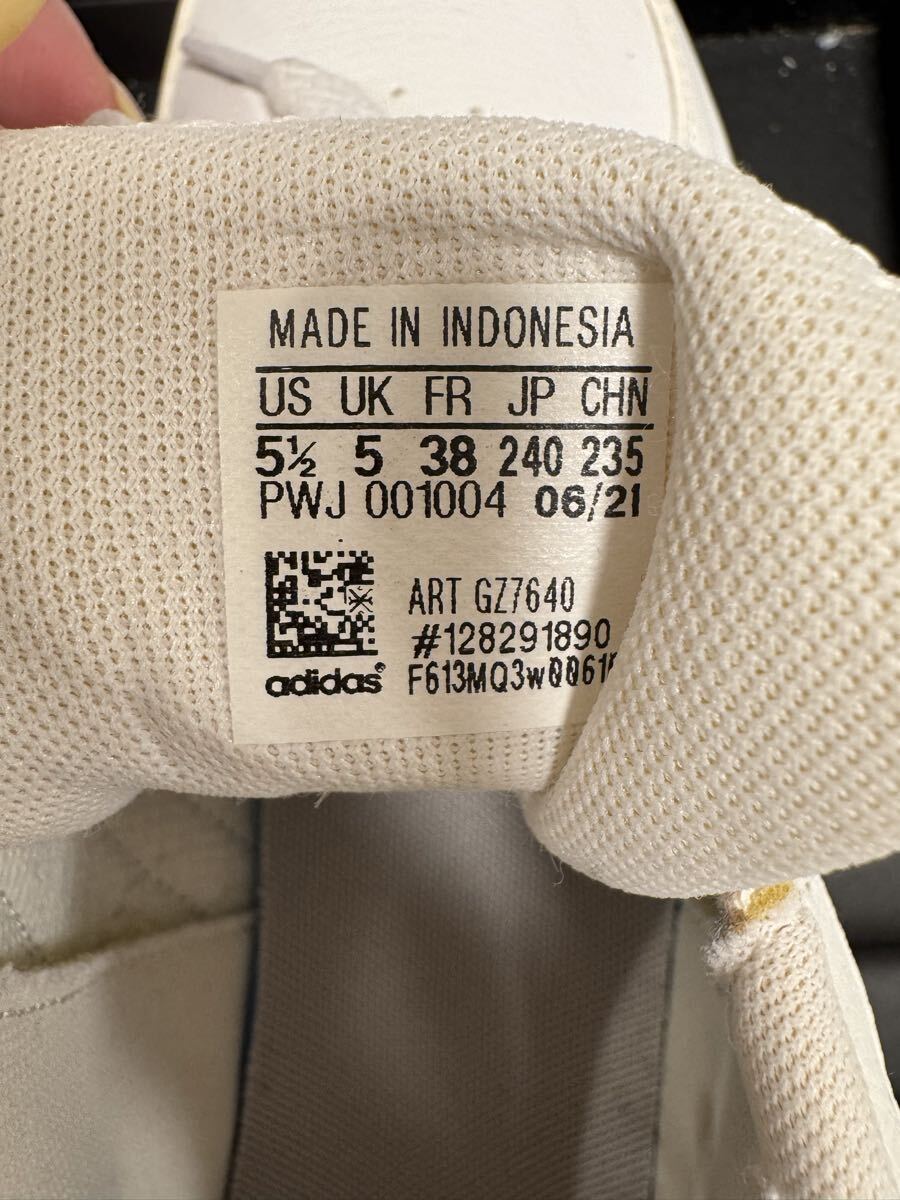 MADE IN INDONESIA
US UK FR JP CHN
5½ 5 38 240 235
PWJ 001004 06/21
ART GZ7640
#128291890
adidas®